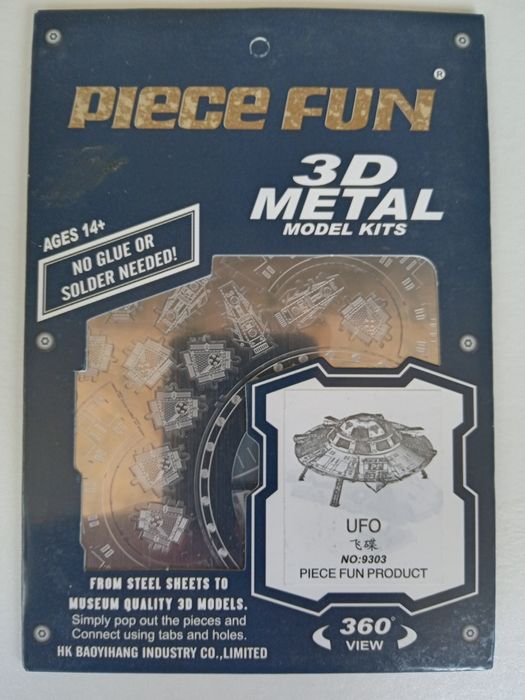 PIECE FUN ®
3D
METAL
MODEL KITS
AGES 14+
NO GLUE OR
SOLDER NEEDED!
UFO
飞碟
NO:9303
PIECE FUN PRODUCT
FROM STEEL SHEETS TO
MUSEUM QUALITY 3D MODELS.
Simply pop out the pieces and
Connect using tabs and holes.
HK BAOYIHANG INDUSTRY CO.,LIMITED
360°
VIEW